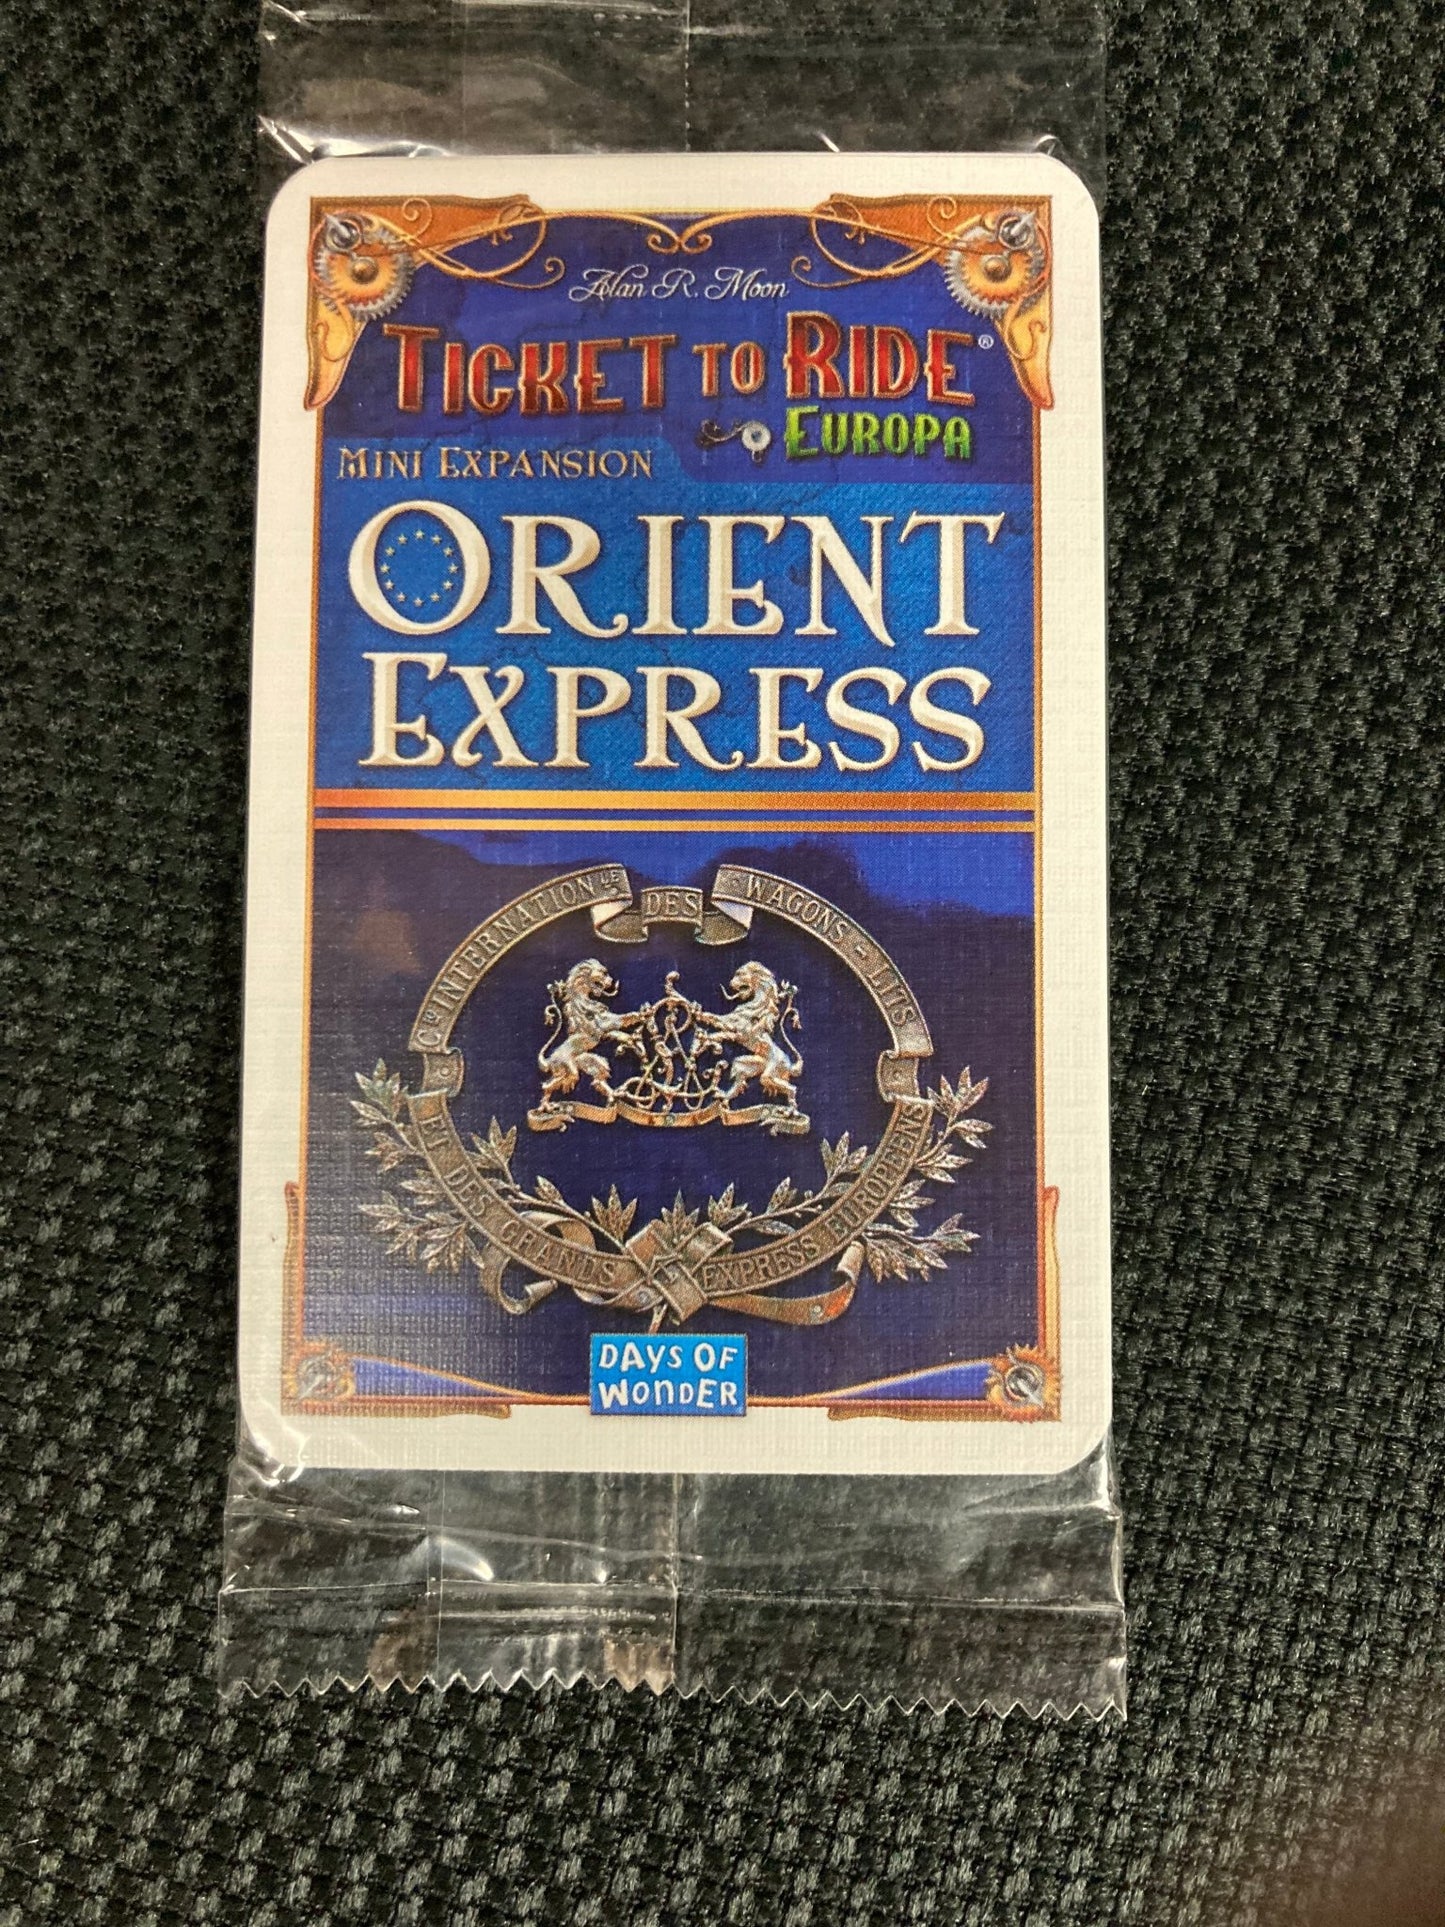 Alan R. Moon
TICKET TO RIDE®
EUROPA
MINI EXPANSION
ORIENT
EXPRESS
Cie INTERNATIONALE DES WAGONS-LITS
ET DES GRANDS EXPRESS EUROPEENS
DAYS OF
WONDER